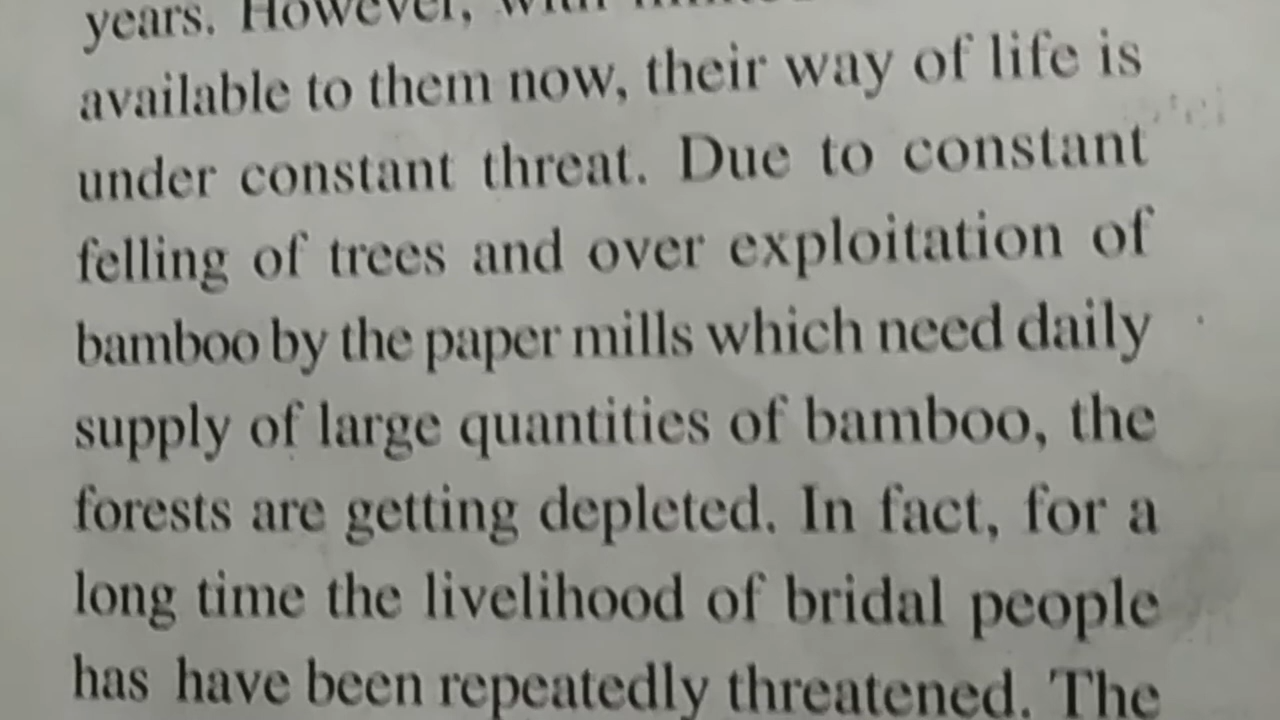 years. However, with
available to them now, their way of life is
under constant threat. Due to constant
felling of trees and over exploitation of
bamboo by the paper mills which need daily
supply of large quantities of bamboo, the
forests are getting depleted. In fact, for a
long time the livelihood of bridal people
has have been repeatedly threatened. The